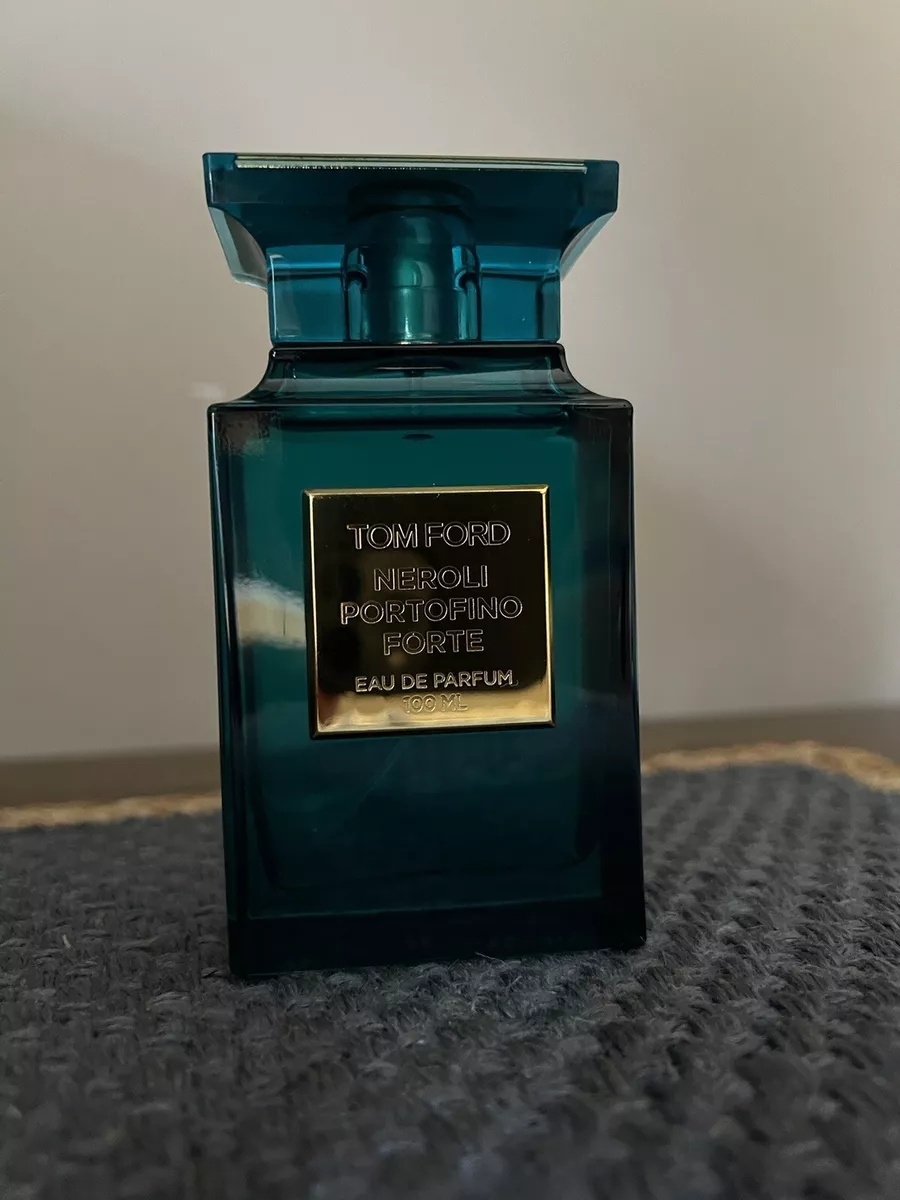 TOM FORD
NEROLI
PORTOFINO
FORTE
EAU DE PARFUM
100 ML